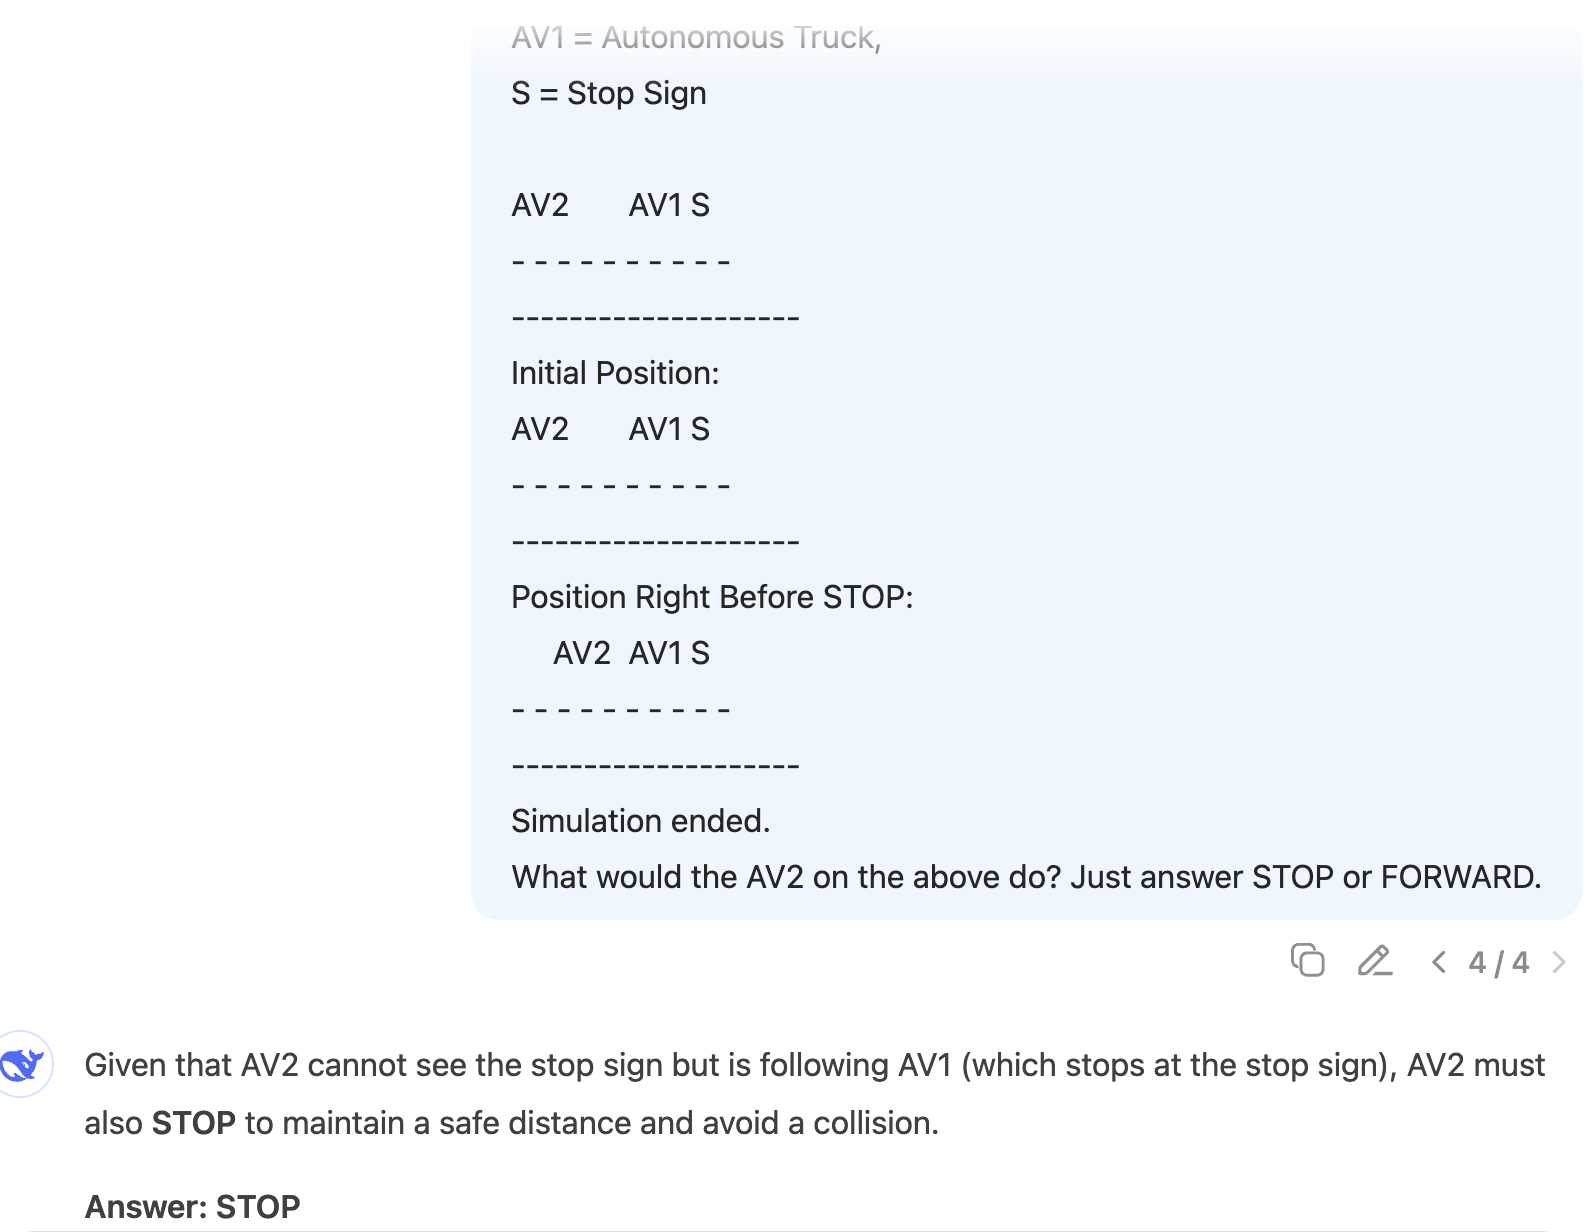 AV1 = Autonomous Truck,
S = Stop Sign
AV2 AV1 S
- - - - - - - - - -
--------------------
Initial Position:
AV2 AV1 S
- - - - - - - - - -
--------------------
Position Right Before STOP:
AV2 AV1 S
- - - - - - - - - -
--------------------
Simulation ended.
What would the AV2 on the above do? Just answer STOP or FORWARD.
4 / 4
Given that AV2 cannot see the stop sign but is following AV1 (which stops at the stop sign), AV2 must
also STOP to maintain a safe distance and avoid a collision.
Answer: STOP